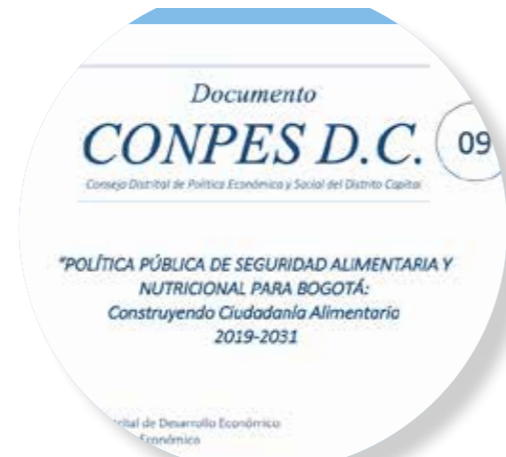 Documento
CONPES D.C.
09
Consejo Distrital de Política Económica y Social del Distrito Capital
"POLÍTICA PÚBLICA DE SEGURIDAD ALIMENTARIA Y
NUTRICIONAL PARA BOGOTÁ:
Construyendo Ciudadanía Alimentaria
2019-2031
de Desarrollo Económico
Económico